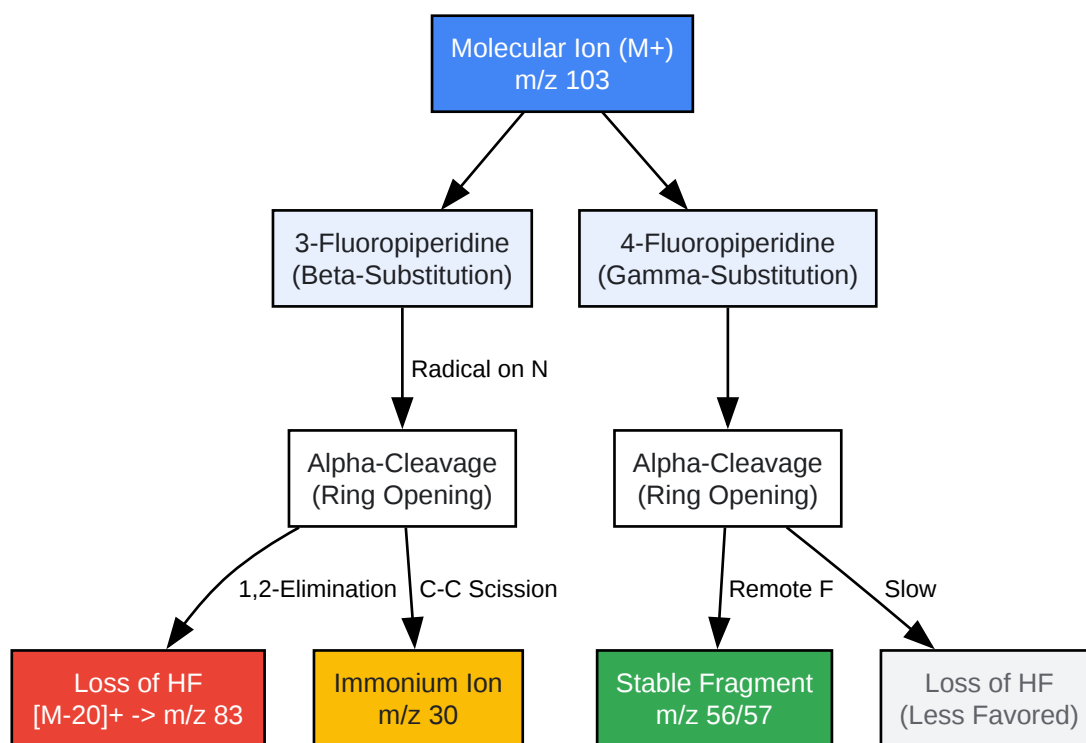 Molecular Ion (M+)
m/z 103
3-Fluoropiperidine
(Beta-Substitution)
4-Fluoropiperidine
(Gamma-Substitution)
Radical on N
Alpha-Cleavage
(Ring Opening)
Alpha-Cleavage
(Ring Opening)
1,2-Elimination
C-C Scission
Remote F
Slow
Loss of HF
[M-20]+ -> m/z 83
Immonium Ion
m/z 30
Stable Fragment
m/z 56/57
Loss of HF
(Less Favored)